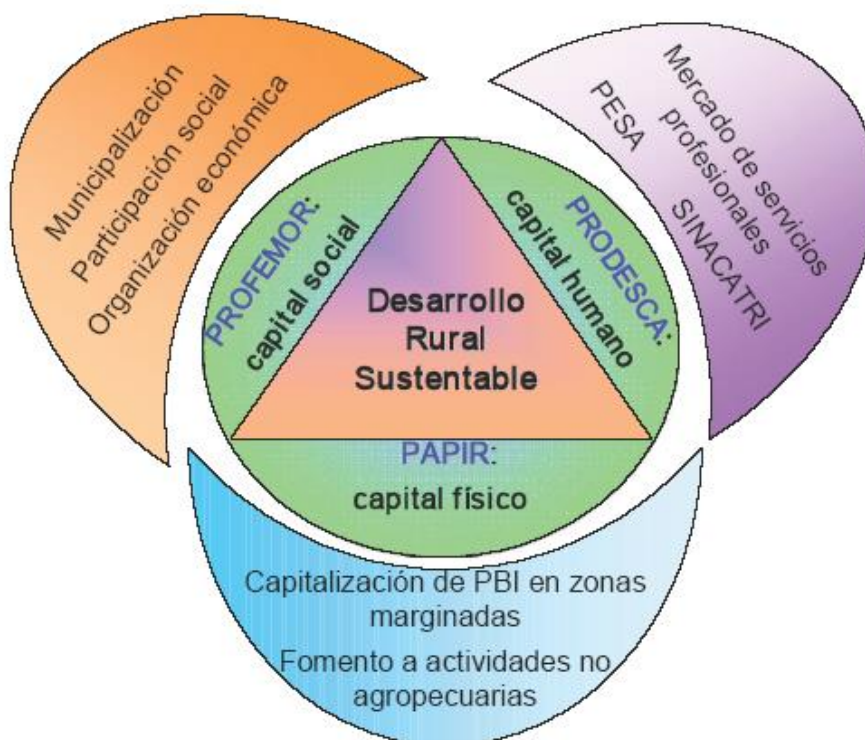 Municipalización
Participación social
Organización económica
Mercado de servicios
profesionales
PESA
SINACATRI
PROFEMOR:
capital social
PRODESCA:
capital humano
Desarrollo
Rural
Sustentable
PAPIR:
capital físico
Capitalización de PBI en zonas
marginadas
Fomento a actividades no
agropecuarias